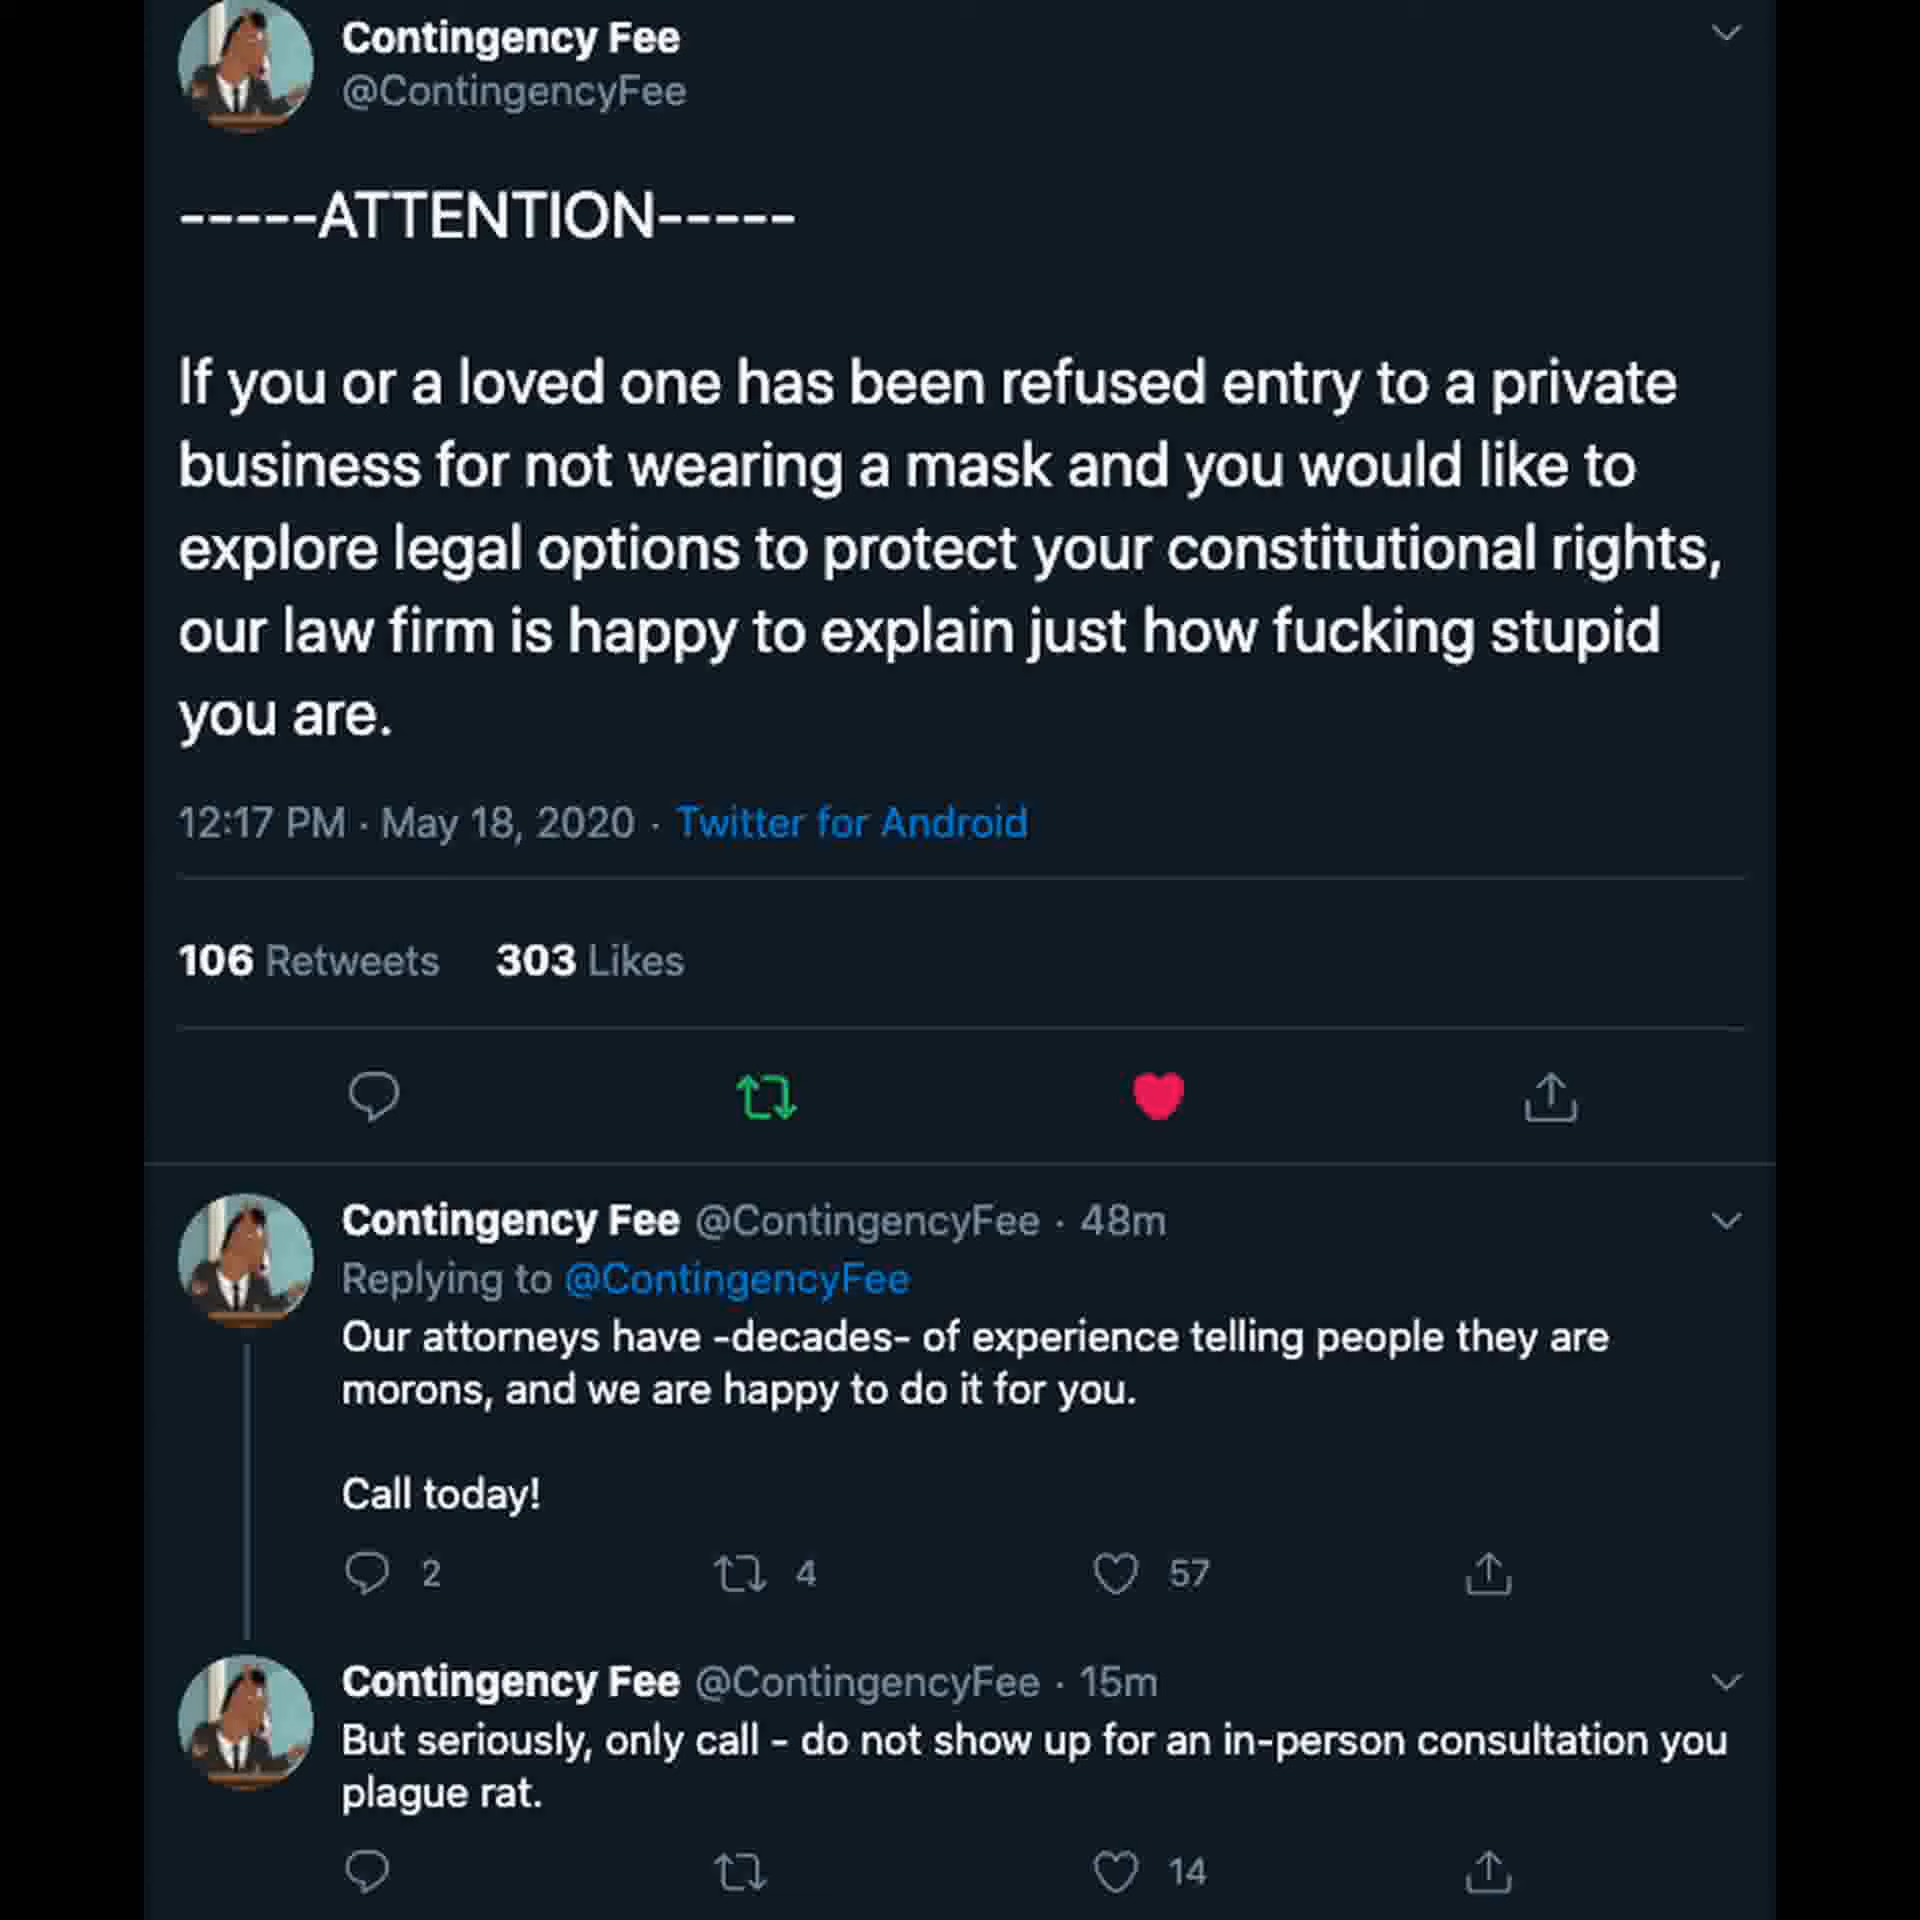 Contingency Fee
@ContingencyFee
-----ATTENTION-----
If you or a loved one has been refused entry to a private
business for not wearing a mask and you would like to
explore legal options to protect your constitutional rights,
our law firm is happy to explain just how fucking stupid
you are.
12:17 PM · May 18, 2020 · Twitter for Android
106 Retweets 303 Likes
Contingency Fee @ContingencyFee · 48m
Replying to @ContingencyFee
Our attorneys have -decades- of experience telling people they are
morons, and we are happy to do it for you.
Call today!
2 4 57
Contingency Fee @ContingencyFee · 15m
But seriously, only call - do not show up for an in-person consultation you
plague rat.
14